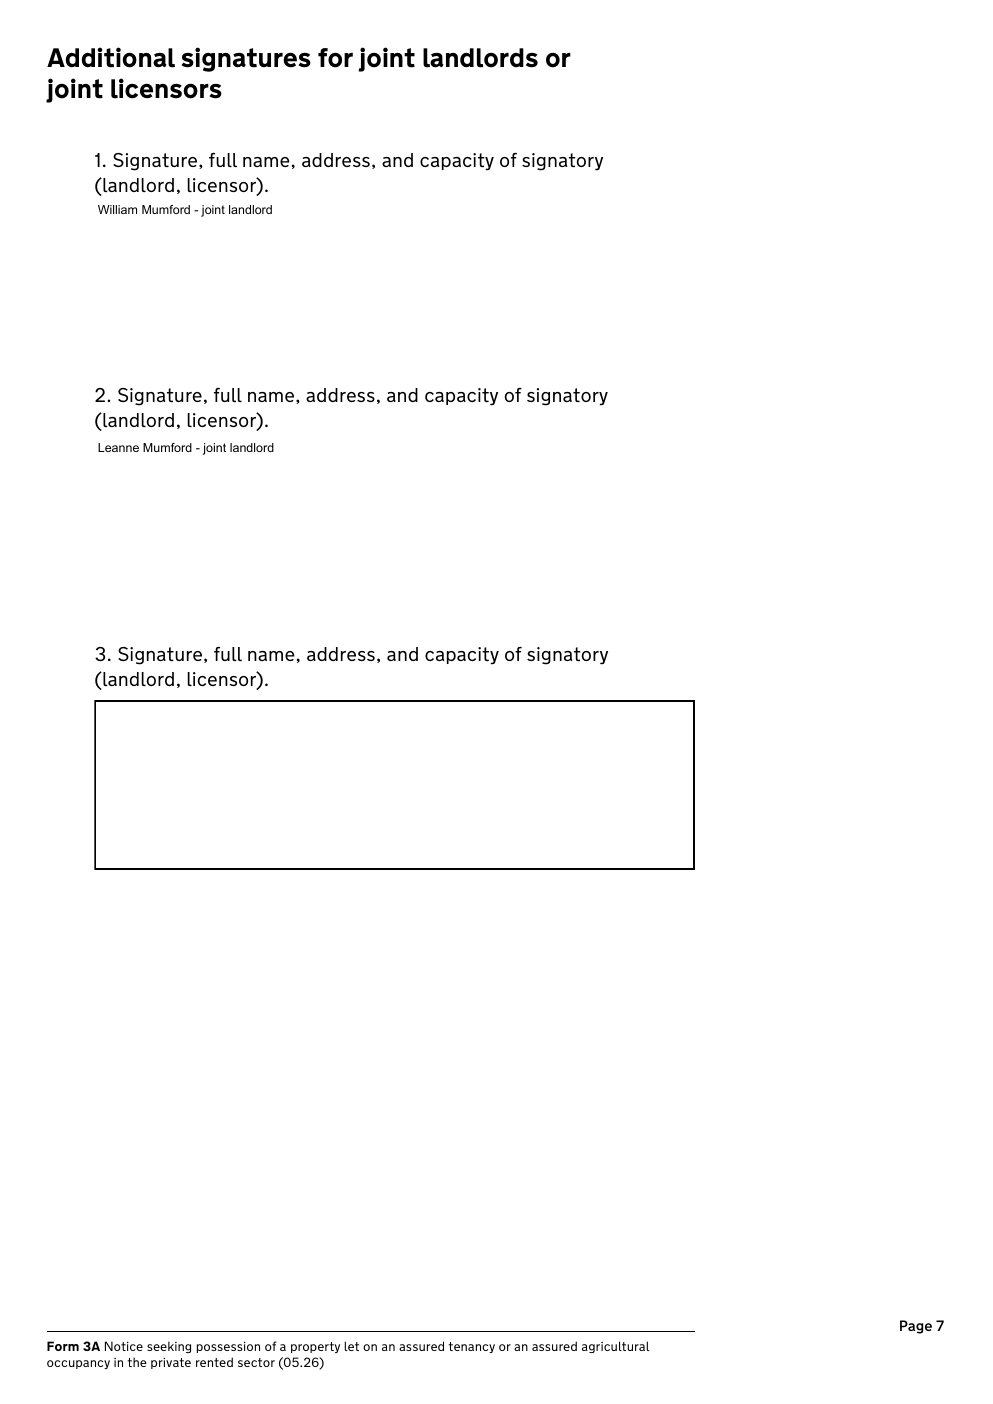 Additional signatures for joint landlords or
joint licensors
1. Signature, full name, address, and capacity of signatory
(landlord, licensor).
William Mumford - joint landlord
2. Signature, full name, address, and capacity of signatory
(landlord, licensor).
Leanne Mumford - joint landlord
3. Signature, full name, address, and capacity of signatory
(landlord, licensor).
Page 7
Form 3A Notice seeking possession of a property let on an assured tenancy or an assured agricultural
occupancy in the private rented sector (05.26)